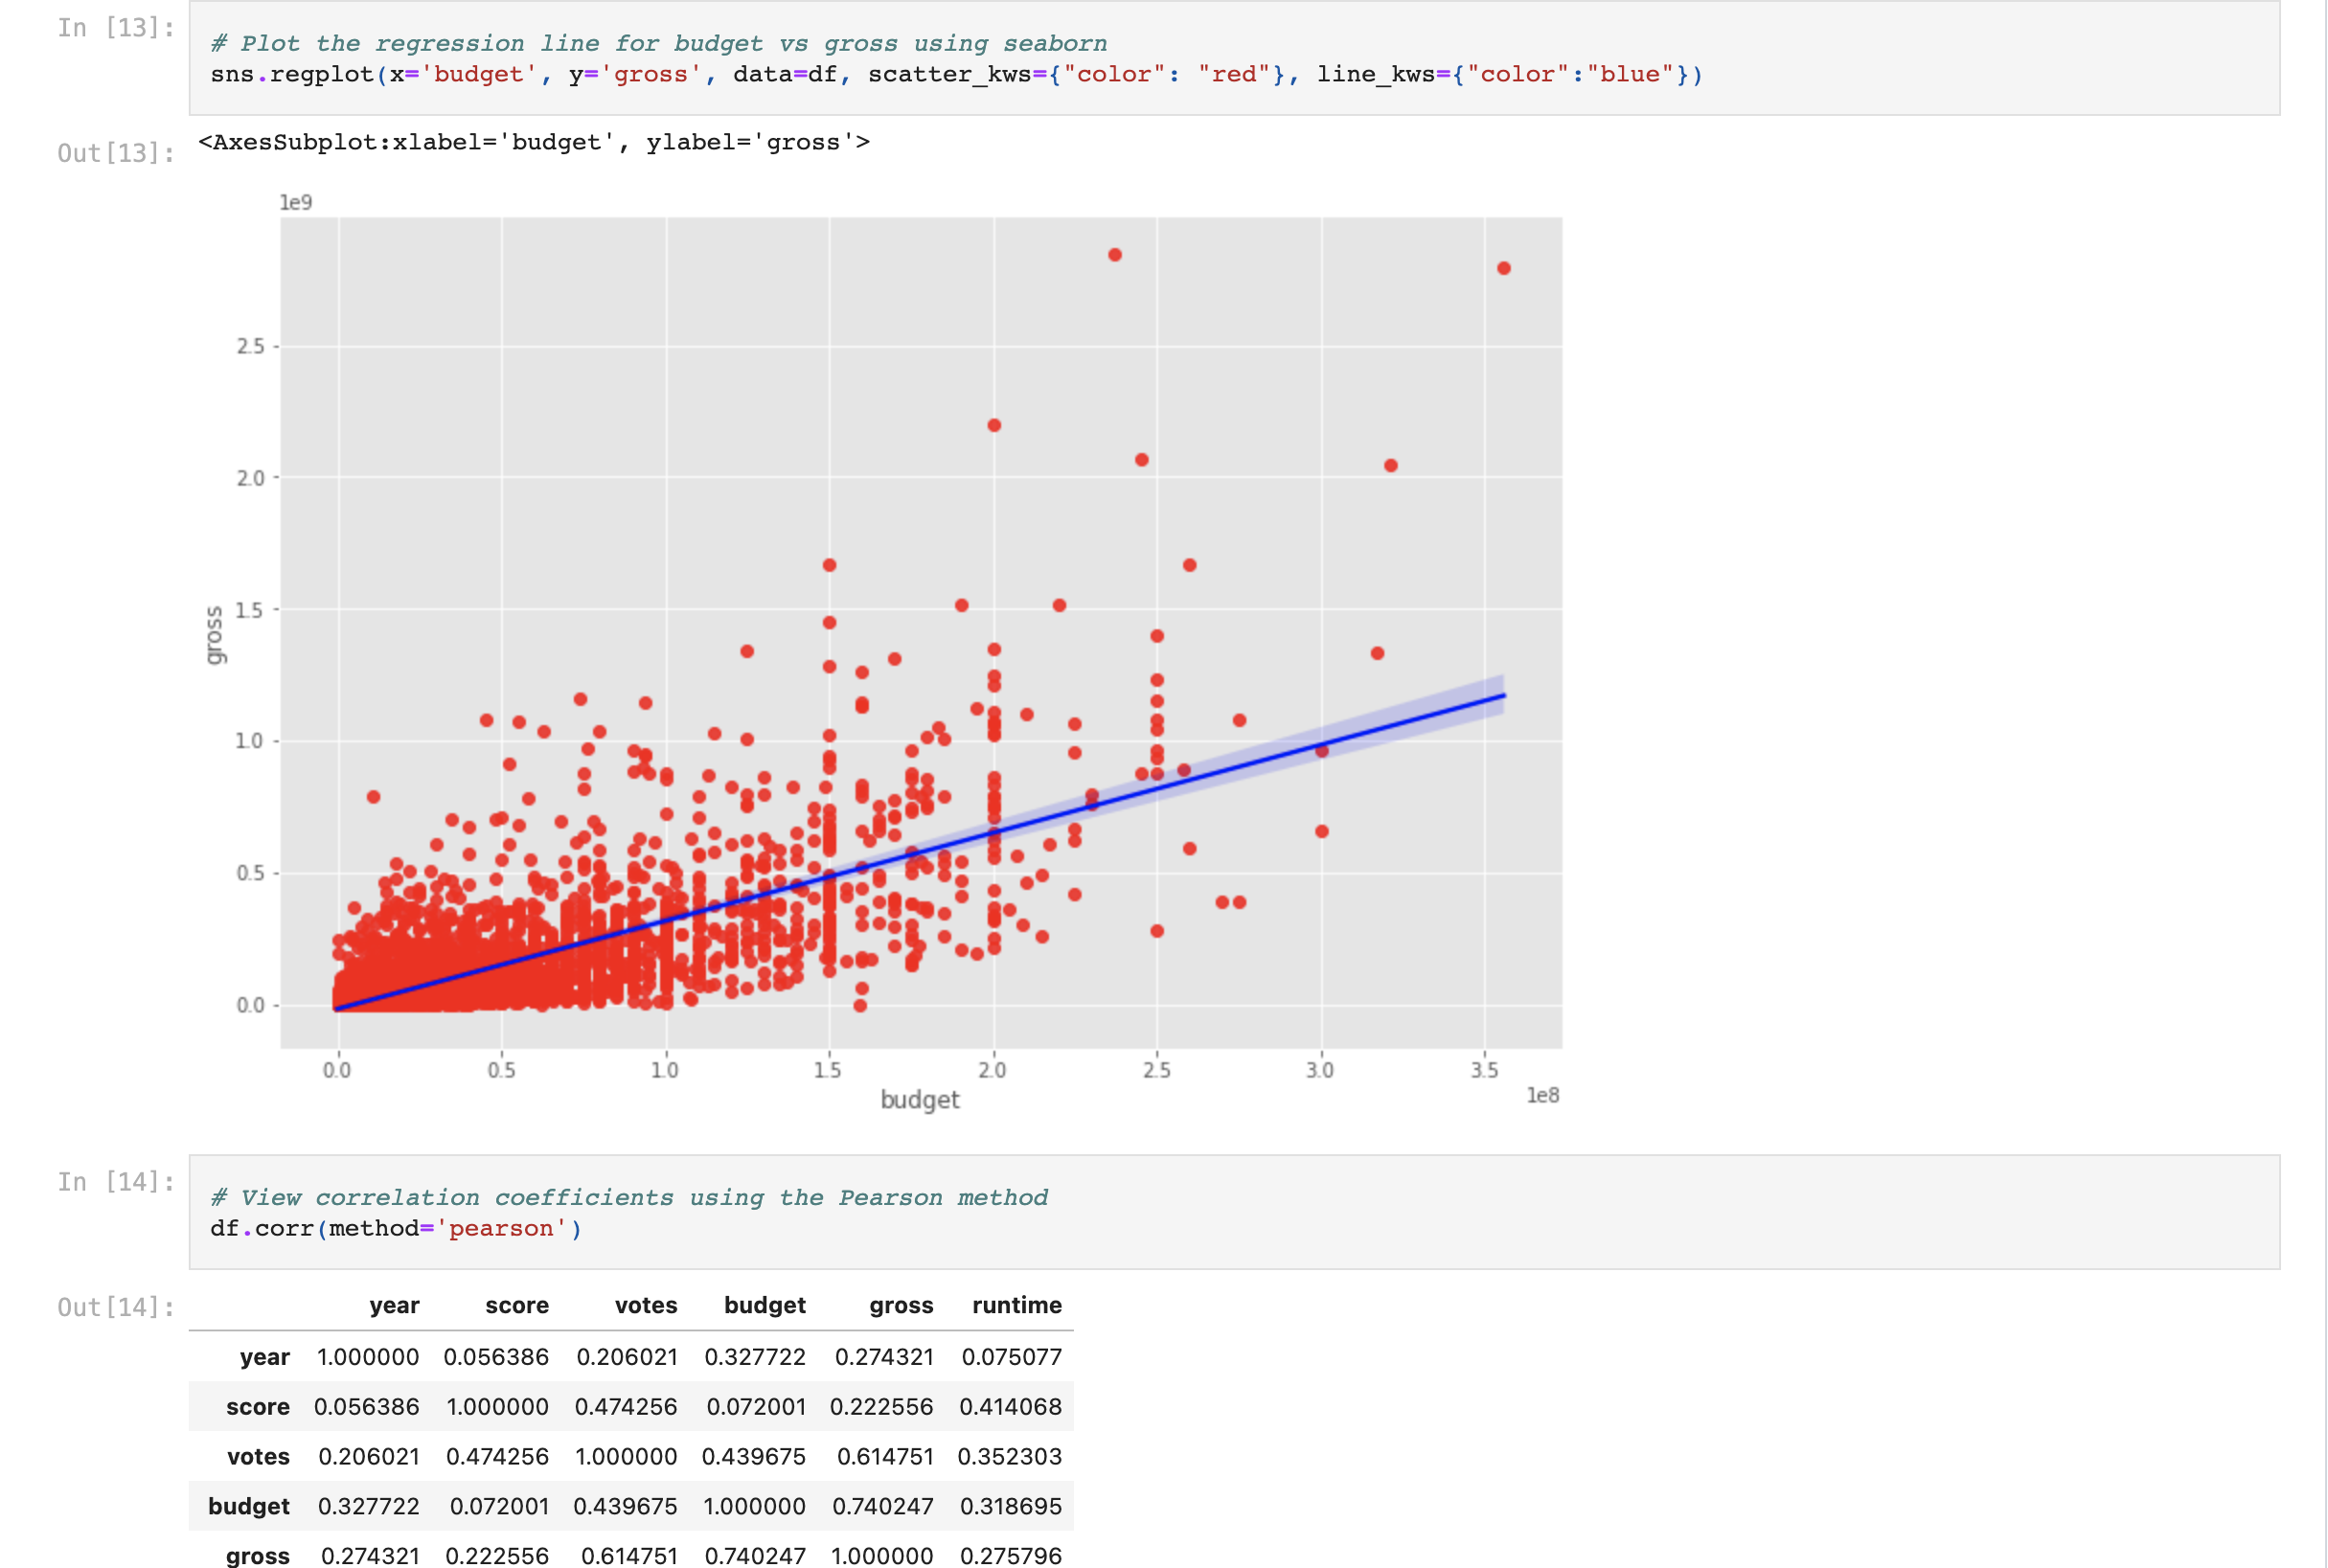 In [13]:
# Plot the regression line for budget vs gross using seaborn
sns.regplot(x='budget', y='gross', data=df, scatter_kws={"color": "red"}, line_kws={"color":"blue"})
Out[13]:
<AxesSubplot:xlabel='budget', ylabel='gross'>
1e9
2.5
2.0
1.5
gross
1.0
0.5
0.0
0.0 0.5 1.0 1.5 2.0 2.5 3.0 3.5
budget
1e8
In [14]:
# View correlation coefficients using the Pearson method
df.corr(method='pearson')
Out[14]:
year score votes budget gross runtime
year 1.000000 0.056386 0.206021 0.327722 0.274321 0.075077
score 0.056386 1.000000 0.474256 0.072001 0.222556 0.414068
votes 0.206021 0.474256 1.000000 0.439675 0.614751 0.352303
budget 0.327722 0.072001 0.439675 1.000000 0.740247 0.318695
gross 0.274321 0.222556 0.614751 0.740247 1.000000 0.275796